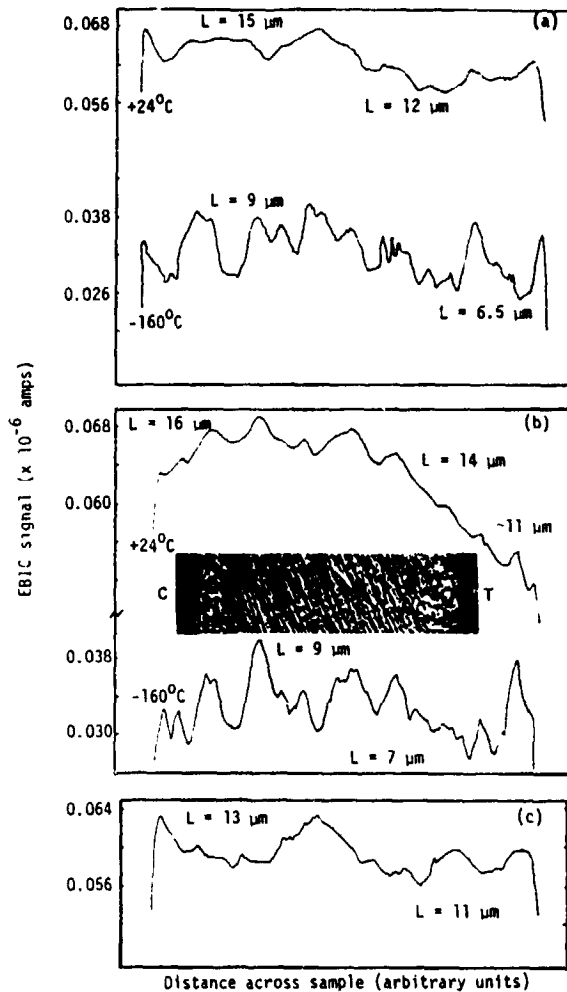 0.068
L = 15 µm
(a)
0.056
+24°C
L = 12 µm
0.038
L = 9 µm
0.026
-160°C
L = 6.5 µm
EBIC signal (x 10⁻⁶ amps)
0.068
L = 16 µm
(b)
L = 14 µm
0.060
~11 µm
+24°C
C
T
0.038
L = 9 µm
-160°C
0.030
L = 7 µm
0.064
L = 13 µm
(c)
0.056
L = 11 µm
Distance across sample (arbitrary units)